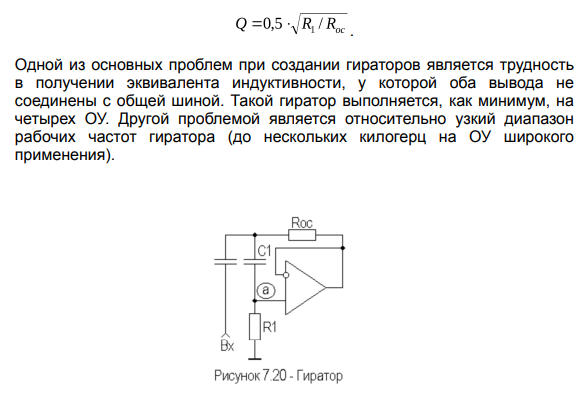 Q =0,5 ·√R₁ / Rос .
Одной из основных проблем при создании гираторов является трудность
в получении эквивалента индуктивности, у которой оба вывода не
соединены с общей шиной. Такой гиратор выполняется, как минимум, на
четырех ОУ. Другой проблемой является относительно узкий диапазон
рабочих частот гиратора (до нескольких килогерц на ОУ широкого
применения).
Roc
C1
a
R1
Вх
Рисунок 7.20 - Гиратор